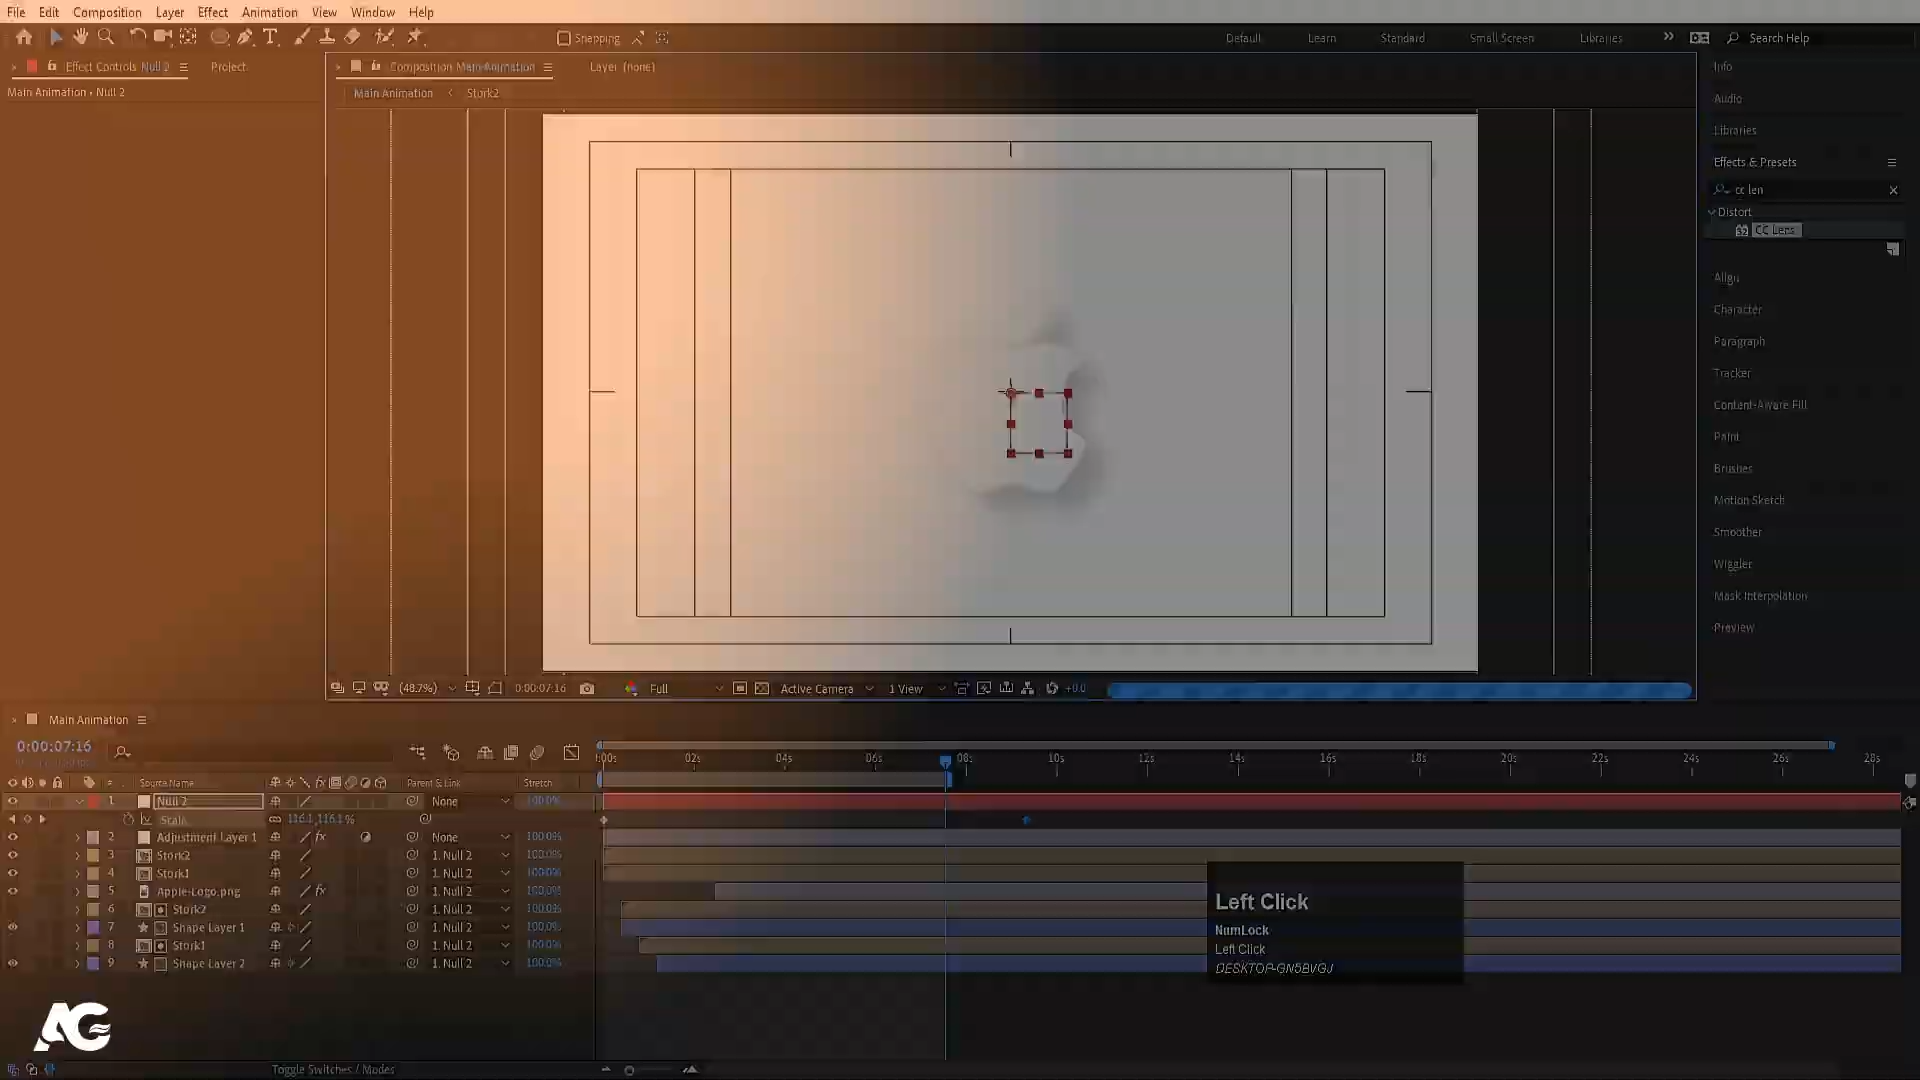 File Edit Composition Layer Effect Animation View Window Help
Snapping
Default Learn Standard Small Screen Libraries Search Help
Effect Controls Null 2 Project
Composition Main Animation Layer (none)
Info
Main Animation • Null 2
Main Animation Stork2
Audio
Libraries
Effects & Presets
cc len
Distort
CC Lens
Align
Character
Paragraph
Tracker
Content-Aware Fill
Paint
Brushes
Motion Sketch
Smoother
Wiggler
Mask Interpolation
Preview
(48.7%) 0:00:07:16 Full Active Camera 1 View +0.0
Main Animation
0:00:07:16
:00s 02s 04s 06s 08s 10s 12s 14s 16s 18s 20s 22s 24s 26s 28s
# Source Name fx Parent & Link Stretch
1 Null 2 None 100.0%
Scale 116.1,116.1%
2 Adjustment Layer 1 fx None 100.0%
3 Stork2 1. Null 2 100.0%
4 Stork1 1. Null 2 100.0%
5 Apple-Logo.png fx 1. Null 2 100.0%
6 Stork2 1. Null 2 100.0%
7 Shape Layer 1 1. Null 2 100.0%
8 Stork1 1. Null 2 100.0%
9 Shape Layer 2 1. Null 2 100.0%
Left Click
NumLock
Left Click
DESKTOP-GN5BVGJ
AG
Toggle Switches / Modes